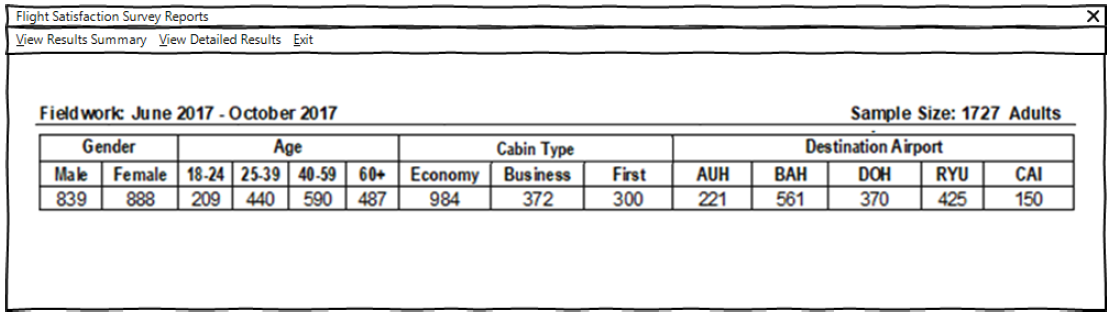 Flight Satisfaction Survey Reports
View Results Summary View Detailed Results Exit
Fieldwork: June 2017 - October 2017 Sample Size: 1727 Adults
Gender Age Cabin Type Destination Airport
Male Female 18-24 25-39 40-59 60+ Economy Business First AUH BAH DOH RYU CAI
839 888 209 440 590 487 984 372 300 221 561 370 425 150